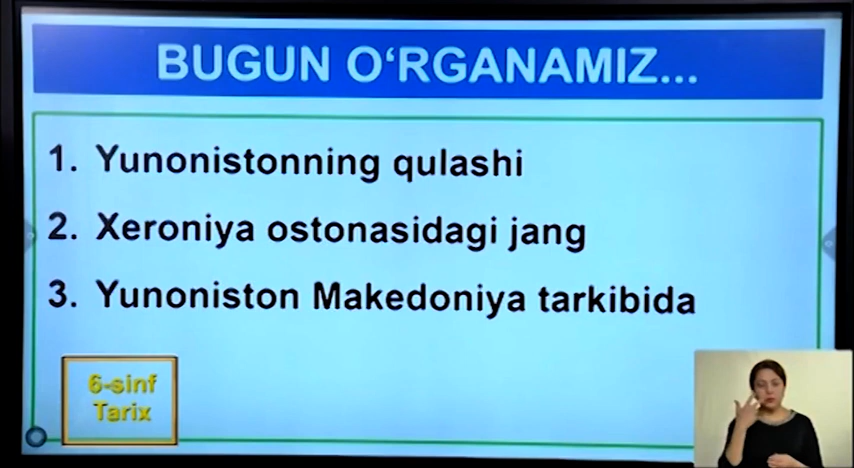 BUGUN O‘RGANAMIZ...
1. Yunonistonning qulashi
2. Xeroniya ostonasidagi jang
3. Yunoniston Makedoniya tarkibida
6-sinf
Tarix